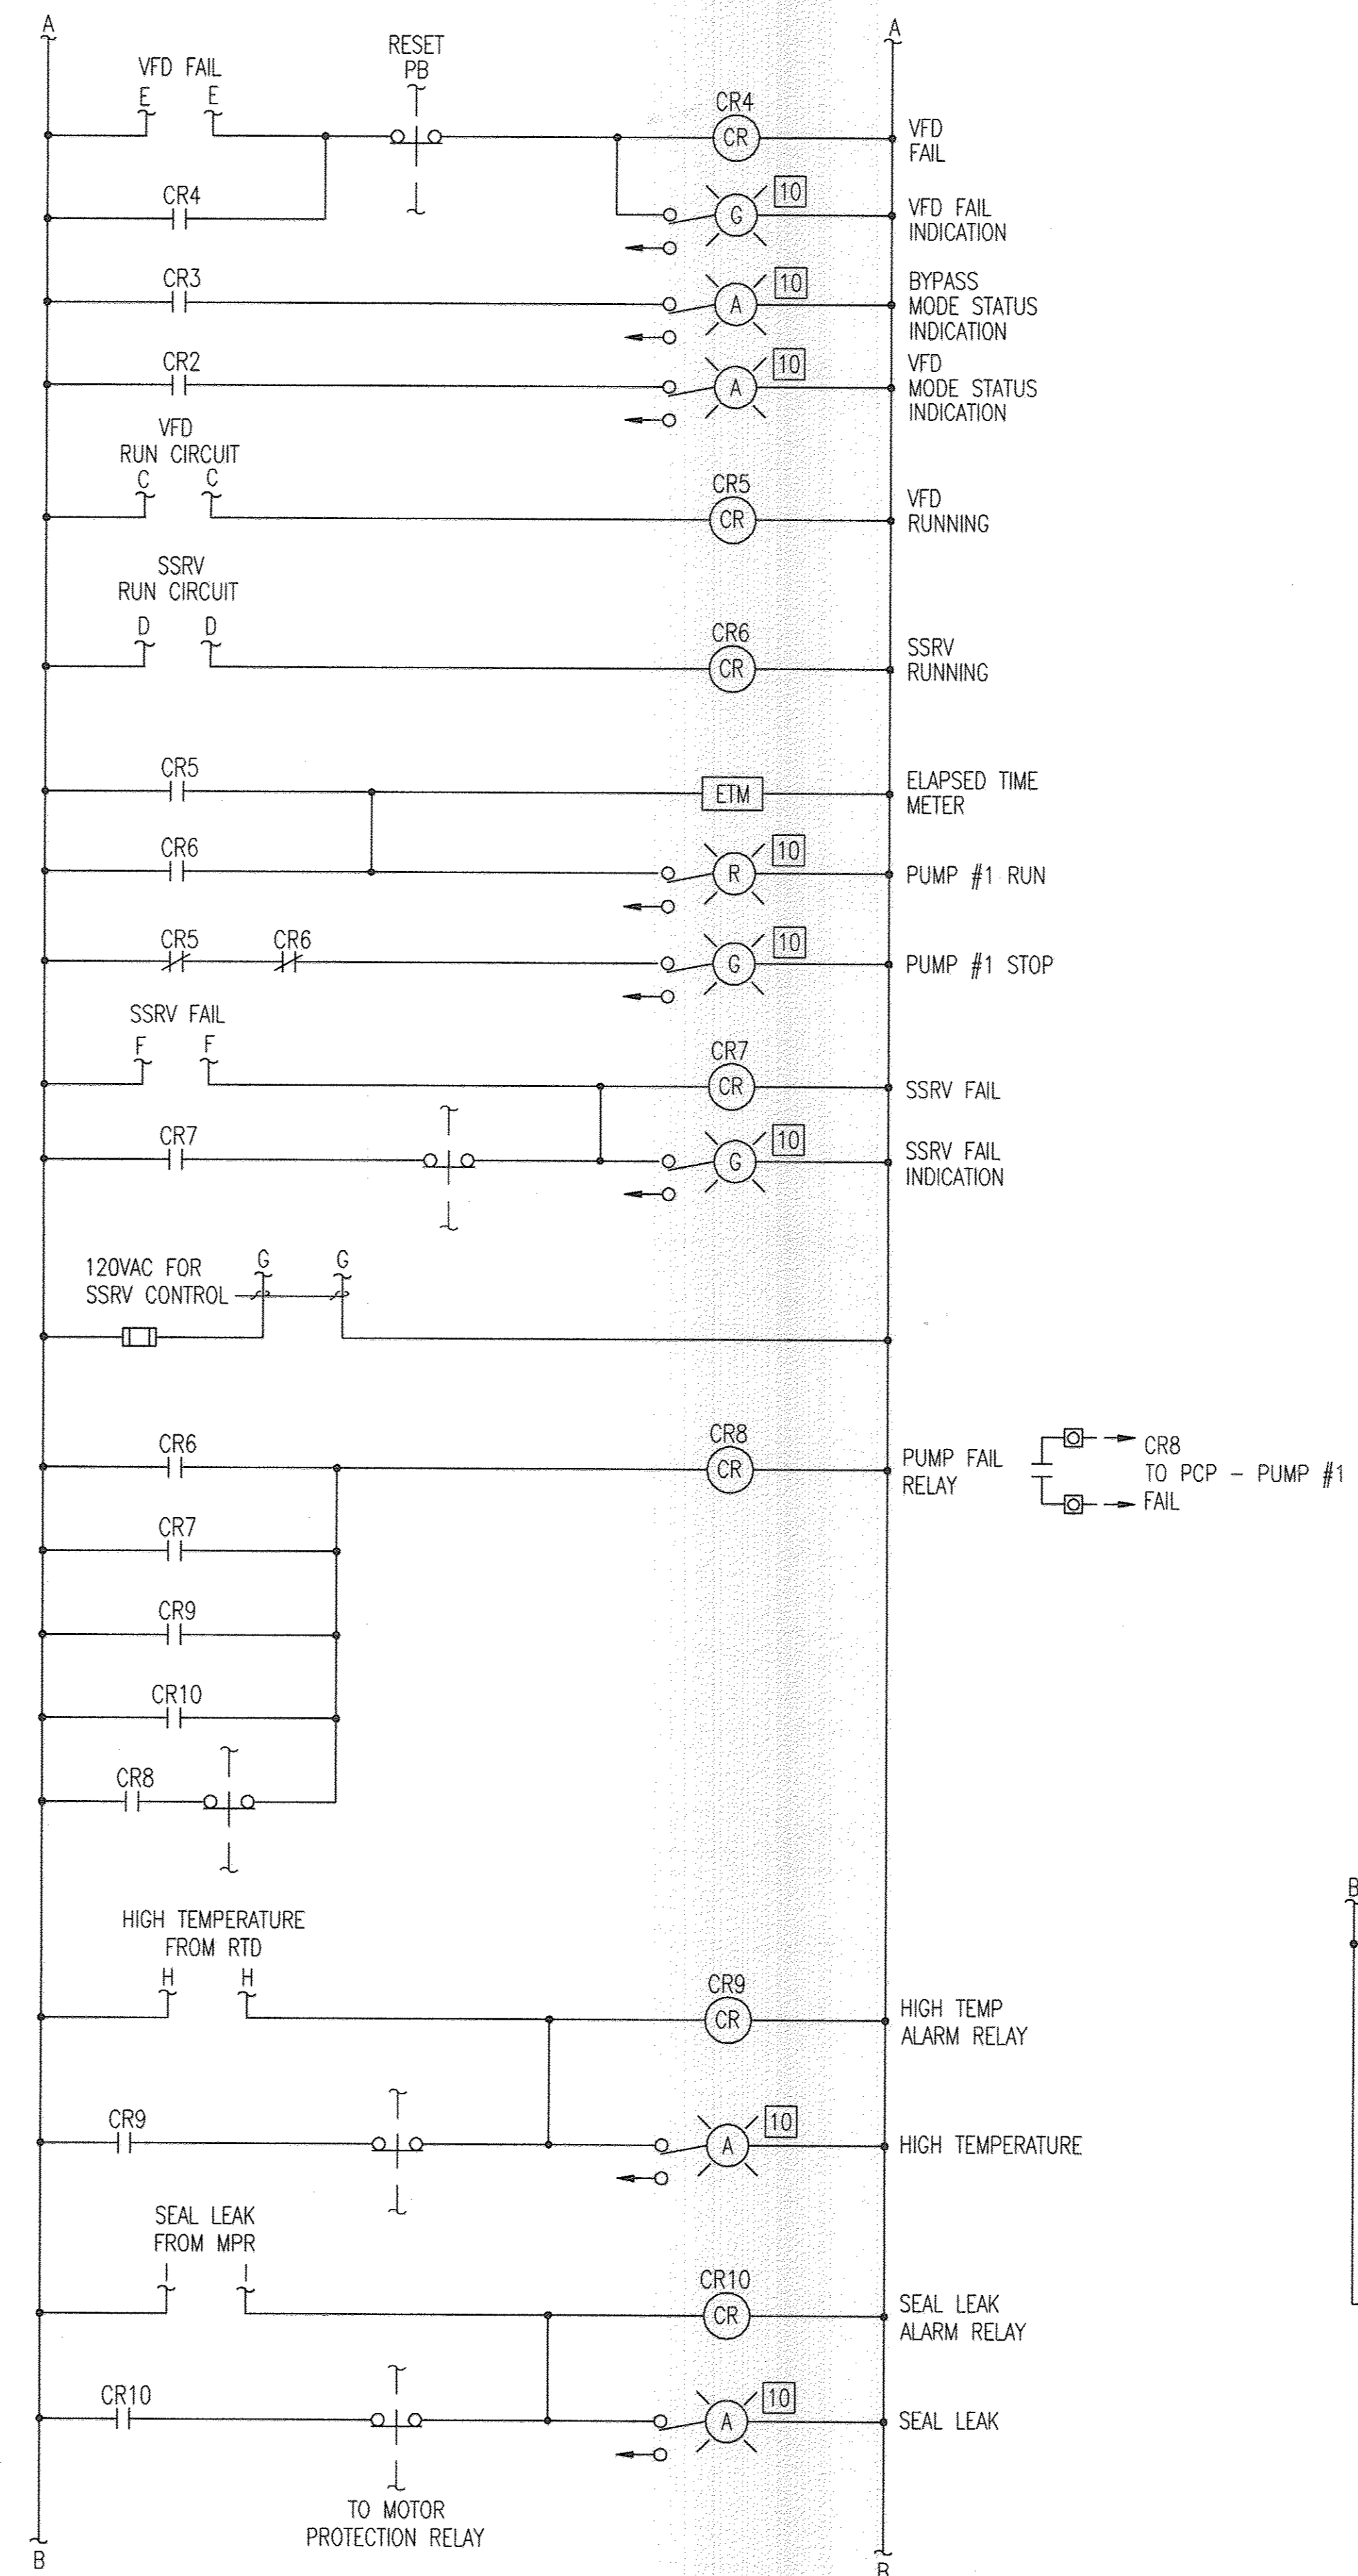 A
A
VFD FAIL
E E
RESET
PB
CR4
CR
VFD
FAIL
CR4
G
10
VFD FAIL
INDICATION
CR3
A
10
BYPASS
MODE STATUS
INDICATION
CR2
A
10
VFD
MODE STATUS
INDICATION
VFD
RUN CIRCUIT
C C
CR5
CR
VFD
RUNNING
SSRV
RUN CIRCUIT
D D
CR6
CR
SSRV
RUNNING
CR5
ETM
ELAPSED TIME
METER
CR6
R
10
PUMP #1 RUN
CR5 CR6
G
10
PUMP #1 STOP
SSRV FAIL
F F
CR7
CR
SSRV FAIL
CR7
G
10
SSRV FAIL
INDICATION
120VAC FOR
SSRV CONTROL
G G
CR6
CR8
CR
PUMP FAIL
RELAY
CR8
TO PCP - PUMP #1
FAIL
CR7
CR9
CR10
CR8
HIGH TEMPERATURE
FROM RTD
H H
CR9
CR
HIGH TEMP
ALARM RELAY
B
CR9
A
10
HIGH TEMPERATURE
SEAL LEAK
FROM MPR
I I
CR10
CR
SEAL LEAK
ALARM RELAY
CR10
A
10
SEAL LEAK
TO MOTOR
PROTECTION RELAY
B
B